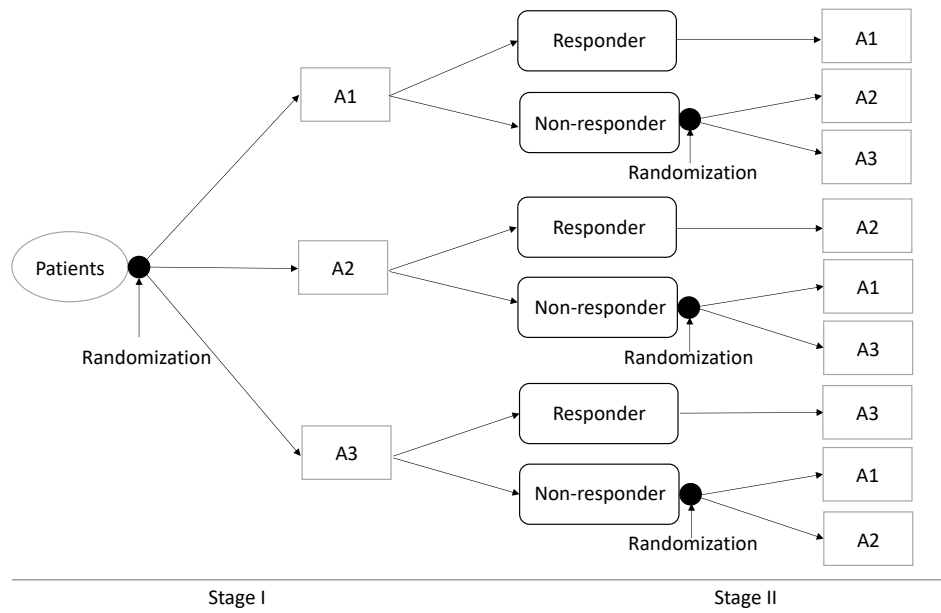 Responder
A1
A1
Non-responder
A2
A3
Randomization
Patients
Randomization
A2
Responder
A2
Non-responder
A1
A3
Randomization
A3
Responder
A3
Non-responder
A1
A2
Randomization
Stage I
Stage II